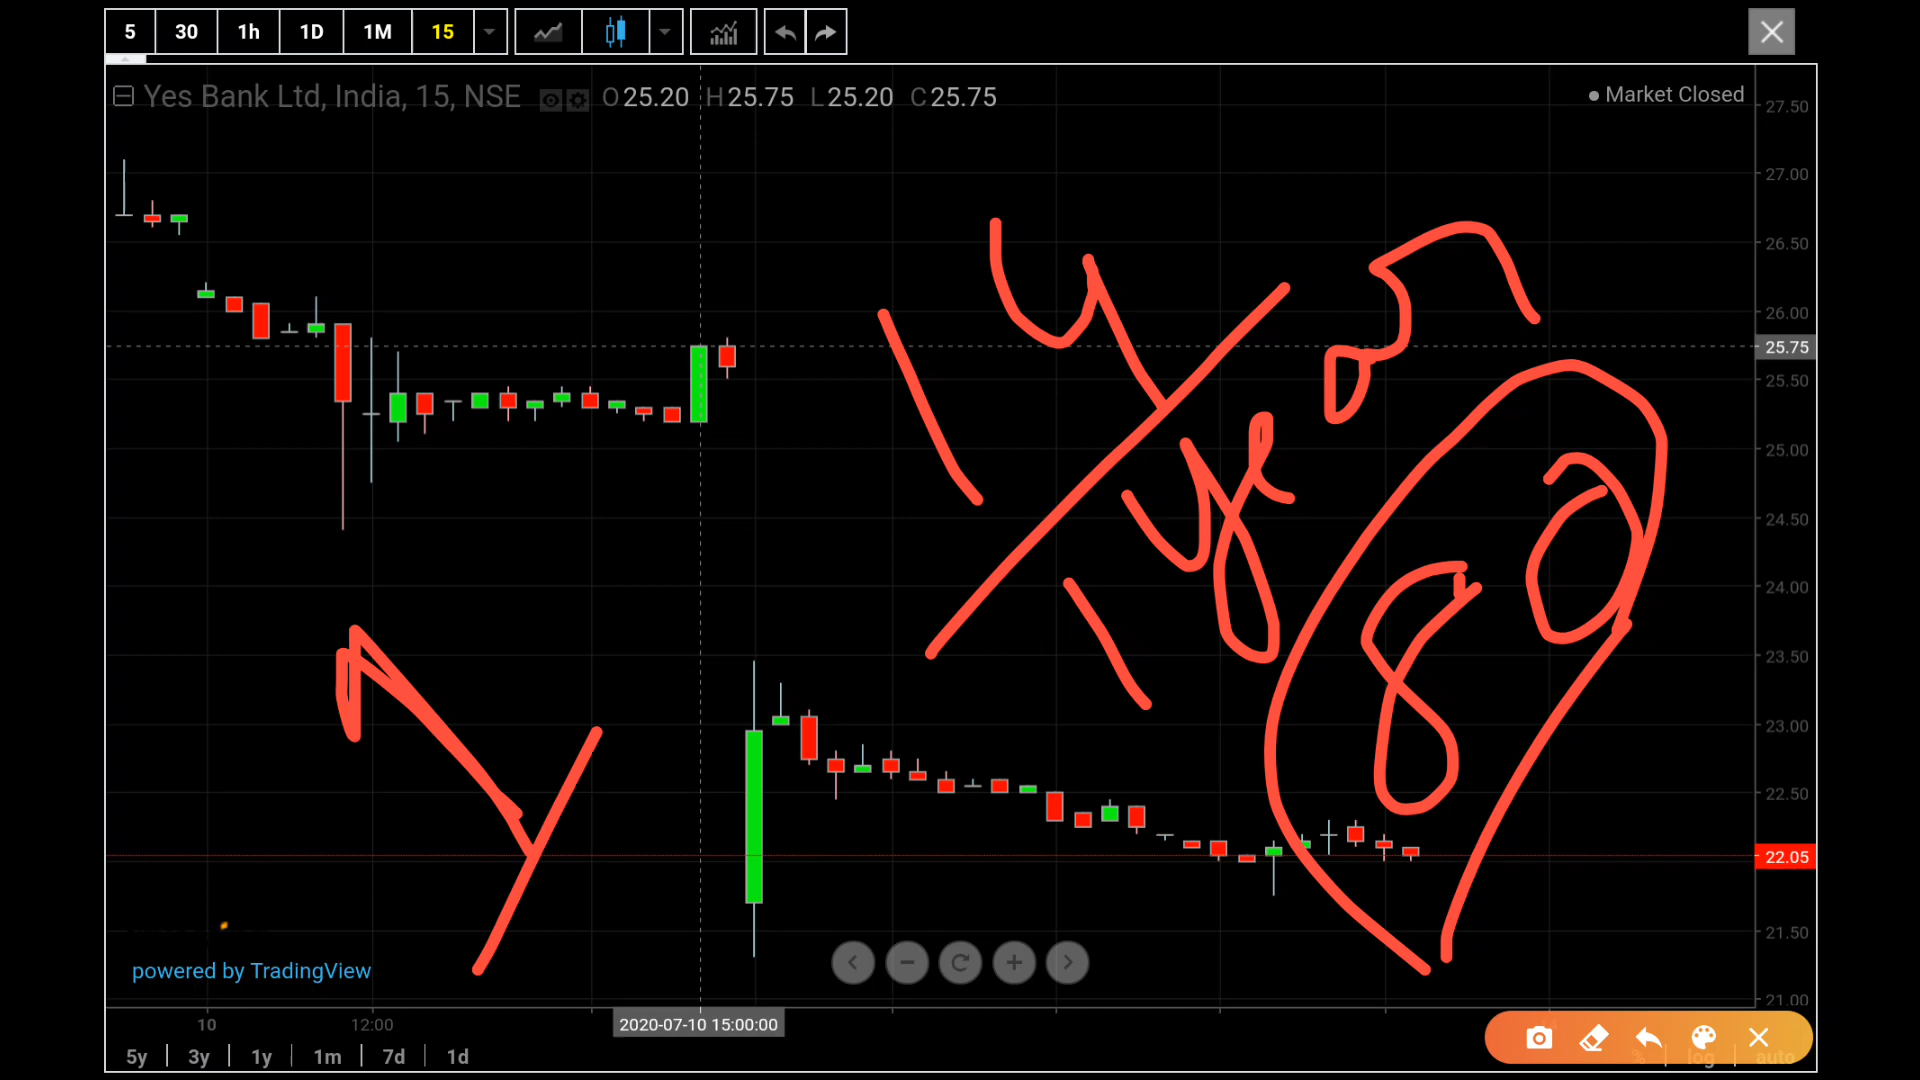 5 30 1h 1D 1M 15
Yes Bank Ltd, India, 15, NSE O25.20 H25.75 L25.20 C25.75
Market Closed
27.50
27.00
26.50
26.00
25.75
25.50
25.00
24.50
24.00
23.50
23.00
22.50
22.05
21.50
21.00
80
powered by TradingView
10 12:00 2020-07-10 15:00:00
5y 3y 1y 1m 7d 1d % log auto